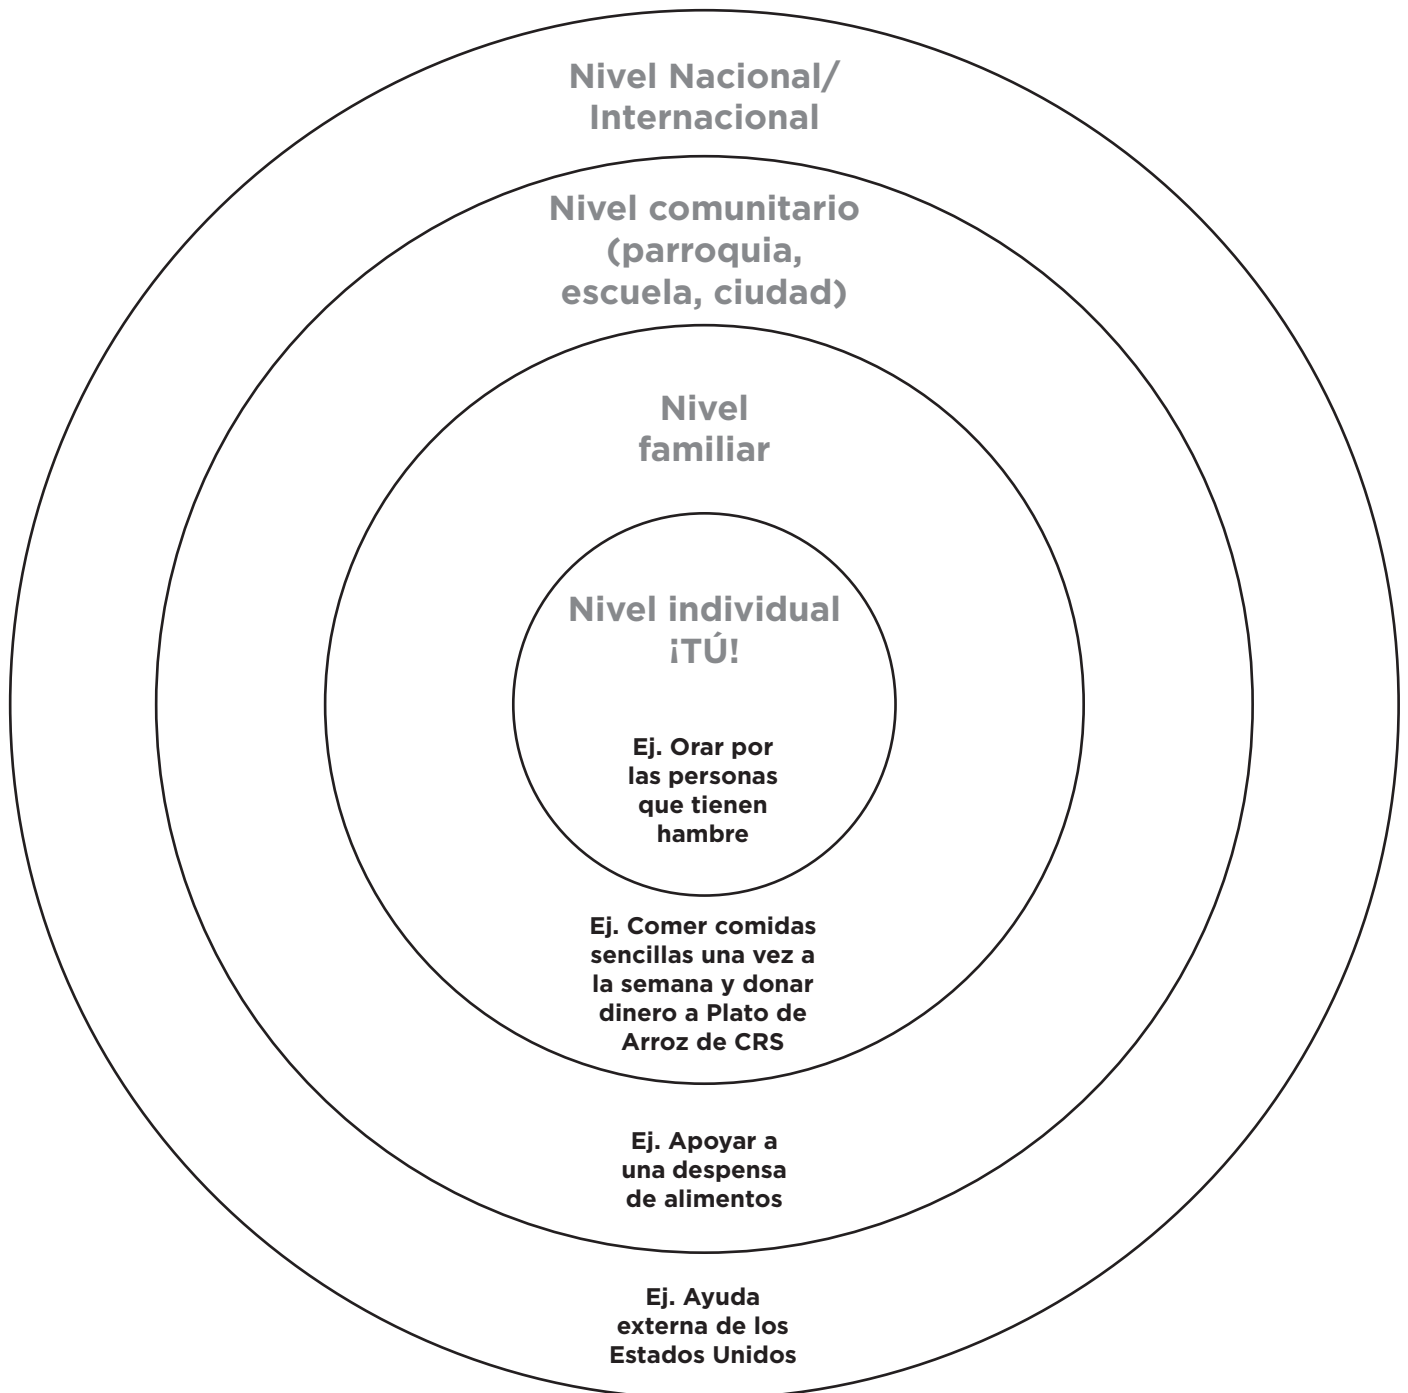 Nivel Nacional/
Internacional
Nivel comunitario
(parroquia,
escuela, ciudad)
Nivel
familiar
Nivel individual
¡TÚ!
Ej. Orar por
las personas
que tienen
hambre
Ej. Comer comidas
sencillas una vez a
la semana y donar
dinero a Plato de
Arroz de CRS
Ej. Apoyar a
una despensa
de alimentos
Ej. Ayuda
externa de los
Estados Unidos